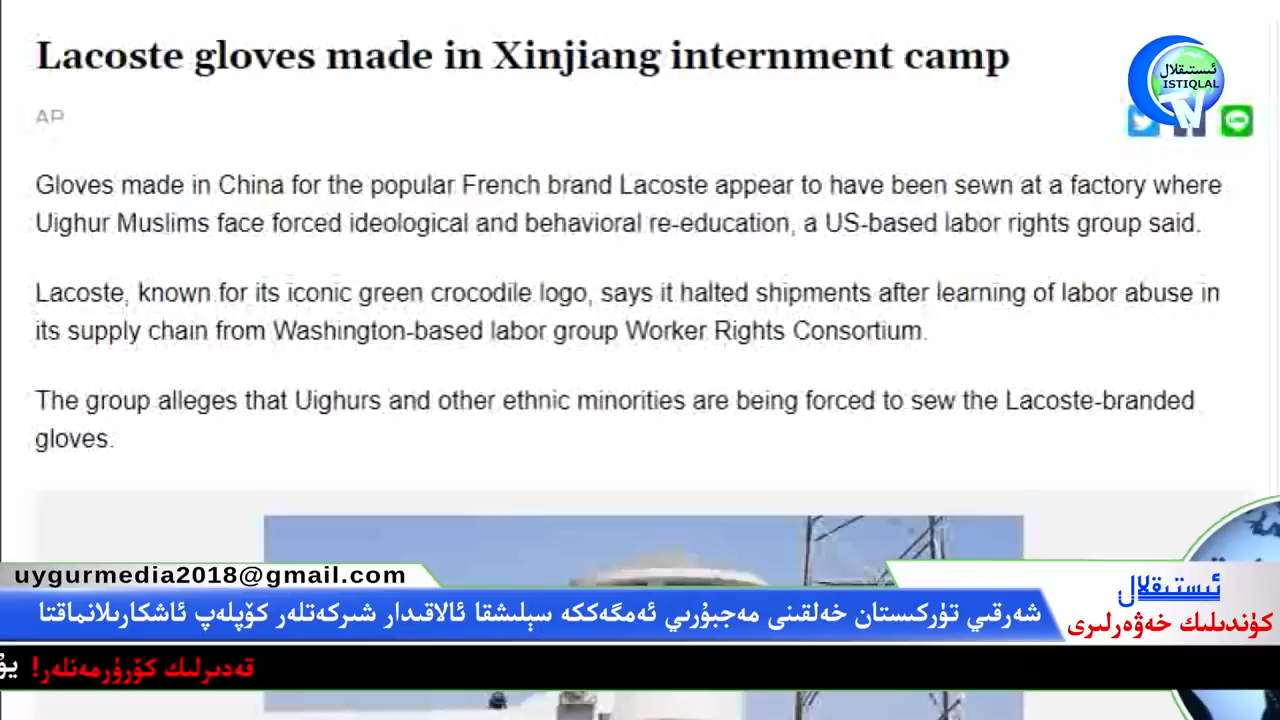 Lacoste gloves made in Xinjiang internment camp
ئىستىقلال
ISTIQLAL
TV
AP
Gloves made in China for the popular French brand Lacoste appear to have been sewn at a factory where
Uighur Muslims face forced ideological and behavioral re-education, a US-based labor rights group said.
Lacoste, known for its iconic green crocodile logo, says it halted shipments after learning of labor abuse in
its supply chain from Washington-based labor group Worker Rights Consortium.
The group alleges that Uighurs and other ethnic minorities are being forced to sew the Lacoste-branded
gloves.
uygurmedia2018@gmail.com
ئىستىقلال
كۈندىلىك خەۋەرلىرى
شەرقىي تۈركىستان خەلقىنى مەجبۇرىي ئەمگەككە سېلىشقا ئالاقىدار شىركەتلەر كۆپلەپ ئاشكارىلانماقتا
قەدىرلىك كۆرۈرمەنلەر!